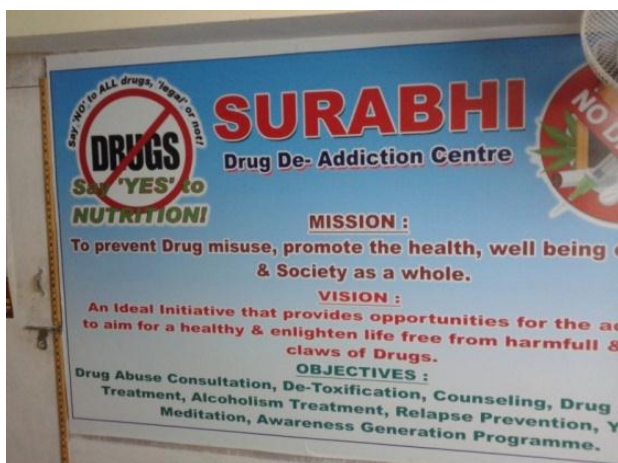 Say 'NO' to ALL drugs, 'legal' or not!
DRUGS
Say 'YES' to
NUTRITION!
SURABHI
Drug De- Addiction Centre
NO
MISSION :
To prevent Drug misuse, promote the health, well being
& Society as a whole.
VISION :
An Ideal Initiative that provides opportunities for the
to aim for a healthy & enlighten life free from harmfull &
claws of Drugs.
OBJECTIVES :
Drug Abuse Consultation, De-Toxification, Counseling, Drug
Treatment, Alcoholism Treatment, Relapse Prevention,
Meditation, Awareness Generation Programme.